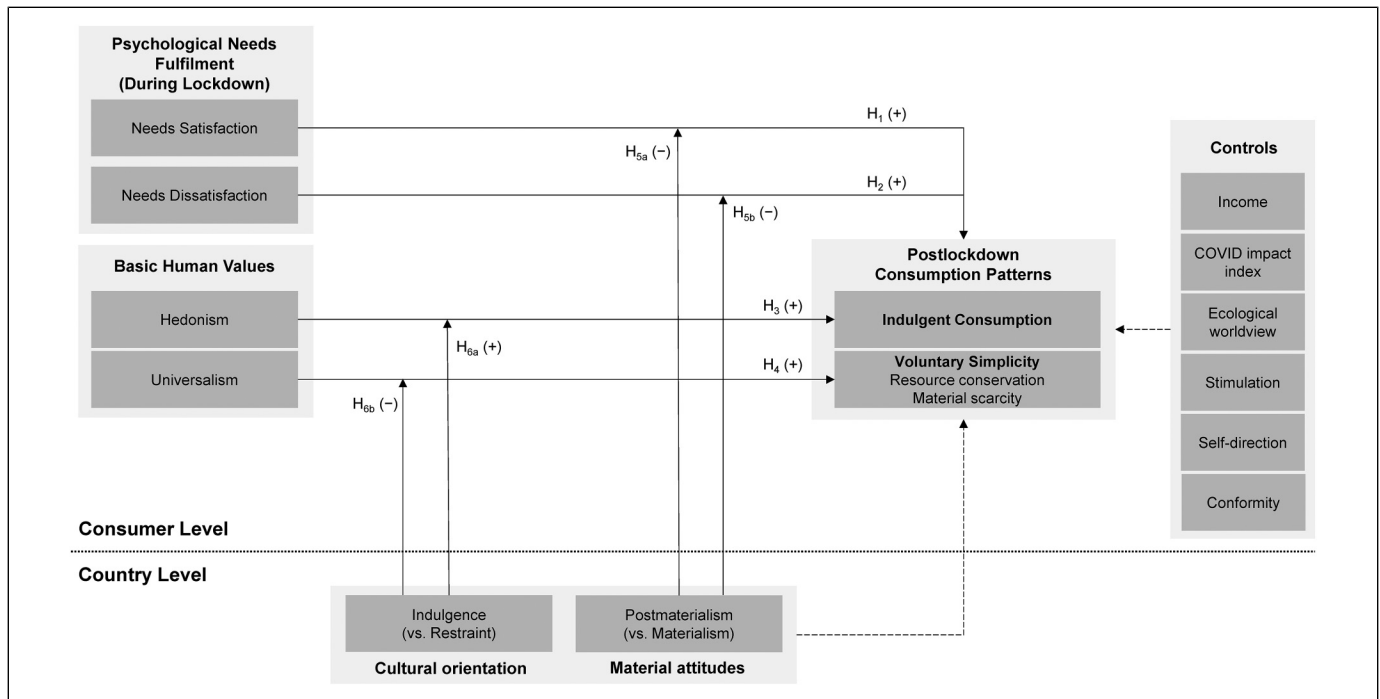 Psychological Needs
Fulfilment
(During Lockdown)
Needs Satisfaction
Needs Dissatisfaction
H1 (+)
H5a (−)
H2 (+)
H5b (−)
Basic Human Values
Hedonism
Universalism
H3 (+)
H6a (+)
H4 (+)
H6b (−)
Postlockdown
Consumption Patterns
Indulgent Consumption
Voluntary Simplicity
Resource conservation
Material scarcity
Controls
Income
COVID impact
index
Ecological
worldview
Stimulation
Self-direction
Conformity
Consumer Level
Country Level
Indulgence
(vs. Restraint)
Cultural orientation
Postmaterialism
(vs. Materialism)
Material attitudes